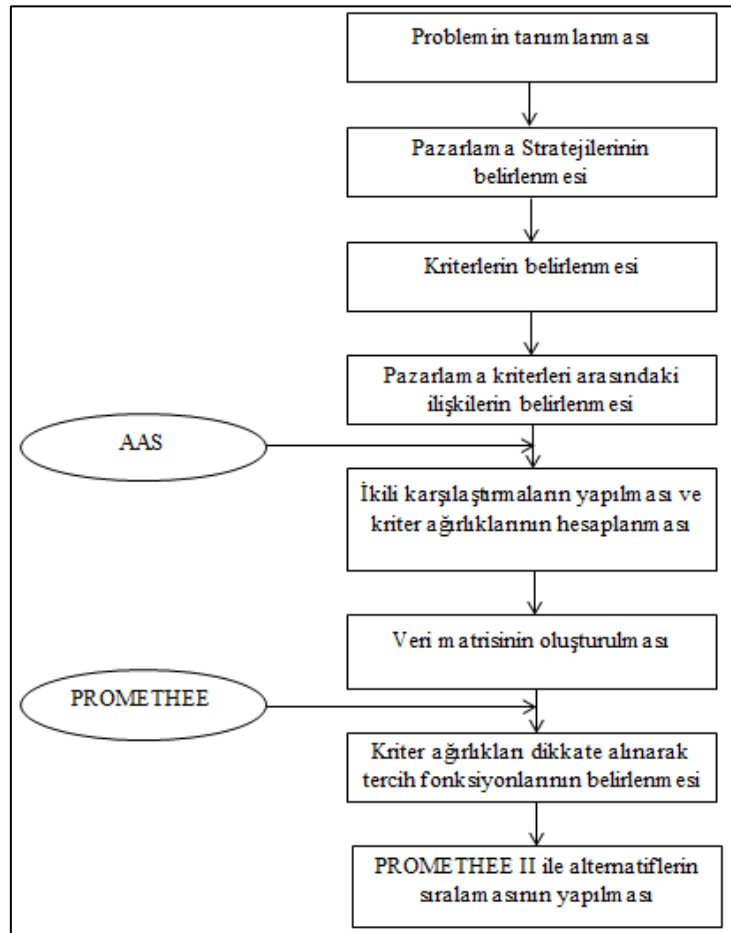 Problemin tanımlanması
Pazarlama Stratejilerinin
belirlenmesi
Kriterlerin belirlenmesi
Pazarlama kriterleri arasındaki
ilişkilerin belirlenmesi
AAS
İkili karşılaştırmaların yapılması ve
kriter ağırlıklarının hesaplanması
Veri matrisinin oluşturulması
PROMETHEE
Kriter ağırlıkları dikkate alınarak
tercih fonksiyonlarının belirlenmesi
PROMETHEE II ile alternatiflerin
sıralamasının yapılması